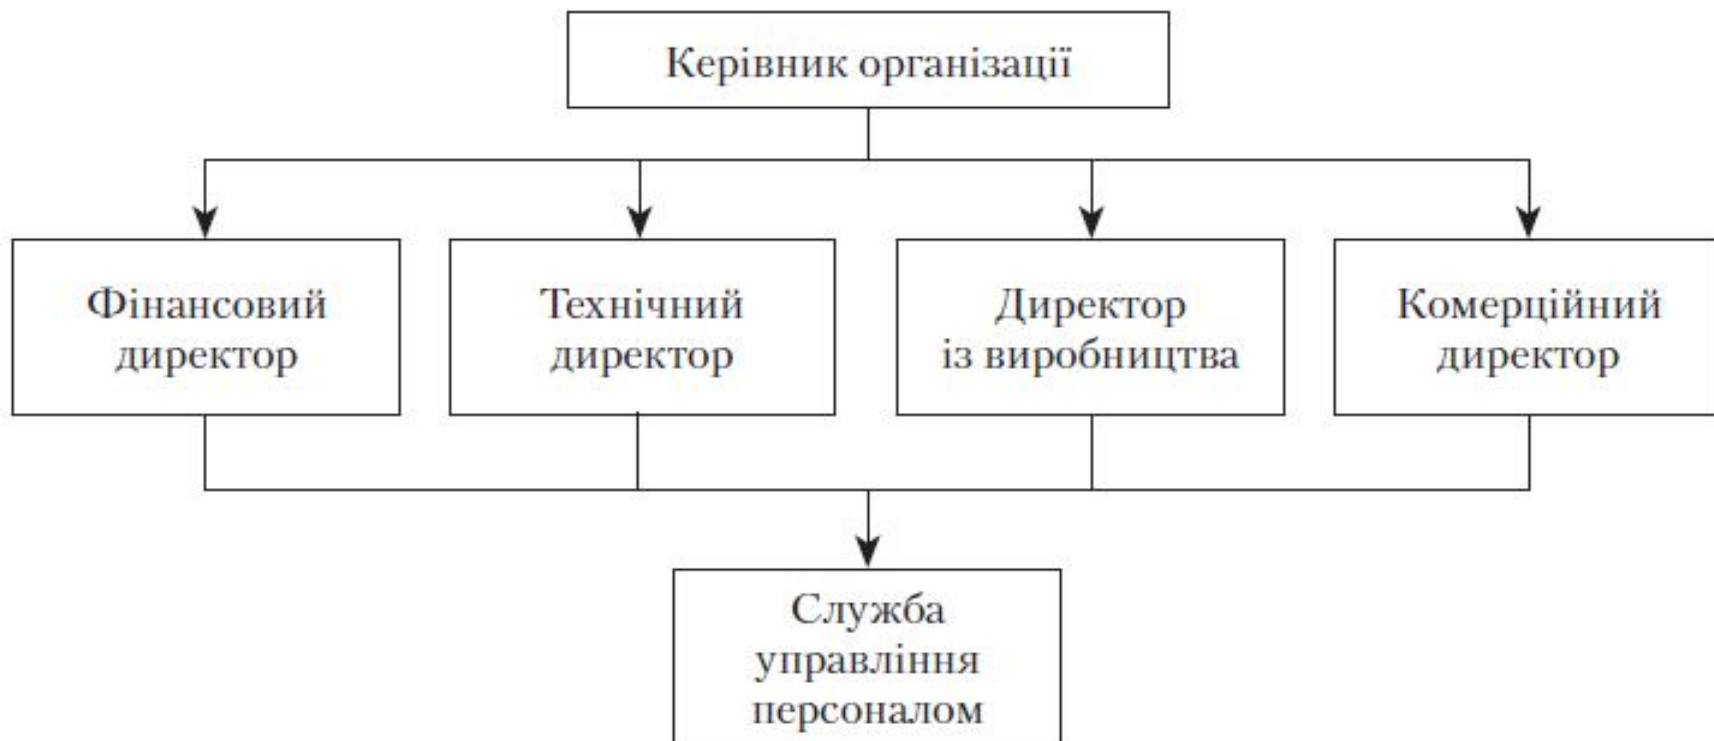 Керівник організації
Фінансовий
директор
Технічний
директор
Директор
із виробництва
Комерційний
директор
Служба
управління
персоналом